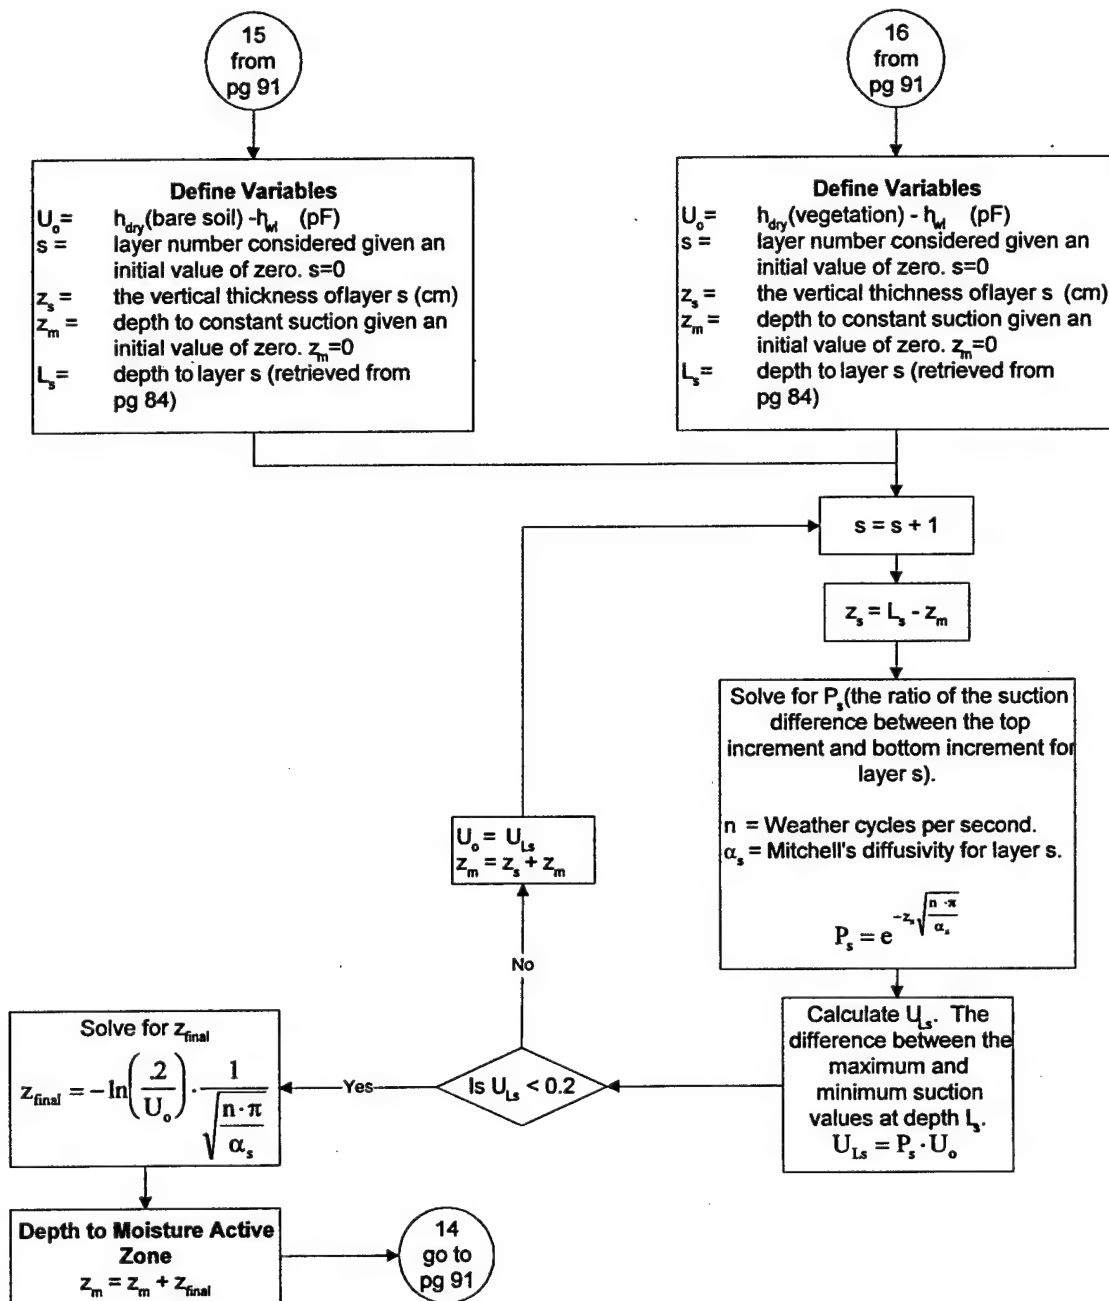 15
from
pg 91
16
from
pg 91
Define Variables
U_o= h_dry(bare soil) -h_wl (pF)
s = layer number considered given an
initial value of zero. s=0
z_s = the vertical thickness oflayer s (cm)
z_m = depth to constant suction given an
initial value of zero. z_m=0
L_s= depth to layer s (retrieved from
pg 84)
Define Variables
U_o= h_dry(vegetation) - h_wl (pF)
s = layer number considered given an
initial value of zero. s=0
z_s = the vertical thichness oflayer s (cm)
z_m = depth to constant suction given an
initial value of zero. z_m=0
L_s= depth to layer s (retrieved from
pg 84)
s = s + 1
z_s = L_s - z_m
Solve for P_s(the ratio of the suction
difference between the top
increment and bottom increment for
layer s).
n = Weather cycles per second.
α_s = Mitchell's diffusivity for layer s.
P_s = e^(-z_s √(n · π / α_s))
Calculate U_Ls. The
difference between the
maximum and
minimum suction
values at depth L_s.
U_Ls = P_s · U_o
Is U_Ls < 0.2
No
U_o = U_Ls
z_m = z_s + z_m
Yes
Solve for z_final
z_final = -ln(.2 / U_o) · 1 / √(n · π / α_s)
Depth to Moisture Active
Zone
z_m = z_m + z_final
14
go to
pg 91